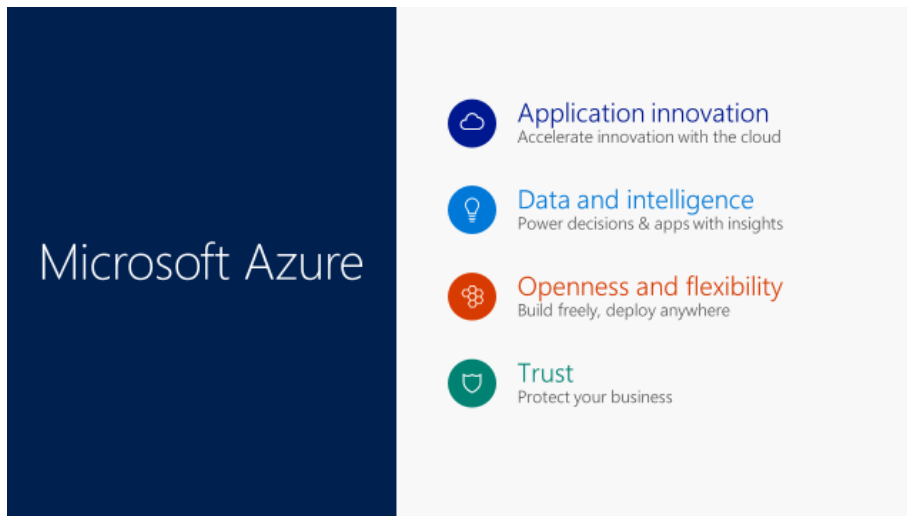 Microsoft Azure
Application innovation
Accelerate innovation with the cloud
Data and intelligence
Power decisions & apps with insights
Openness and flexibility
Build freely, deploy anywhere
Trust
Protect your business